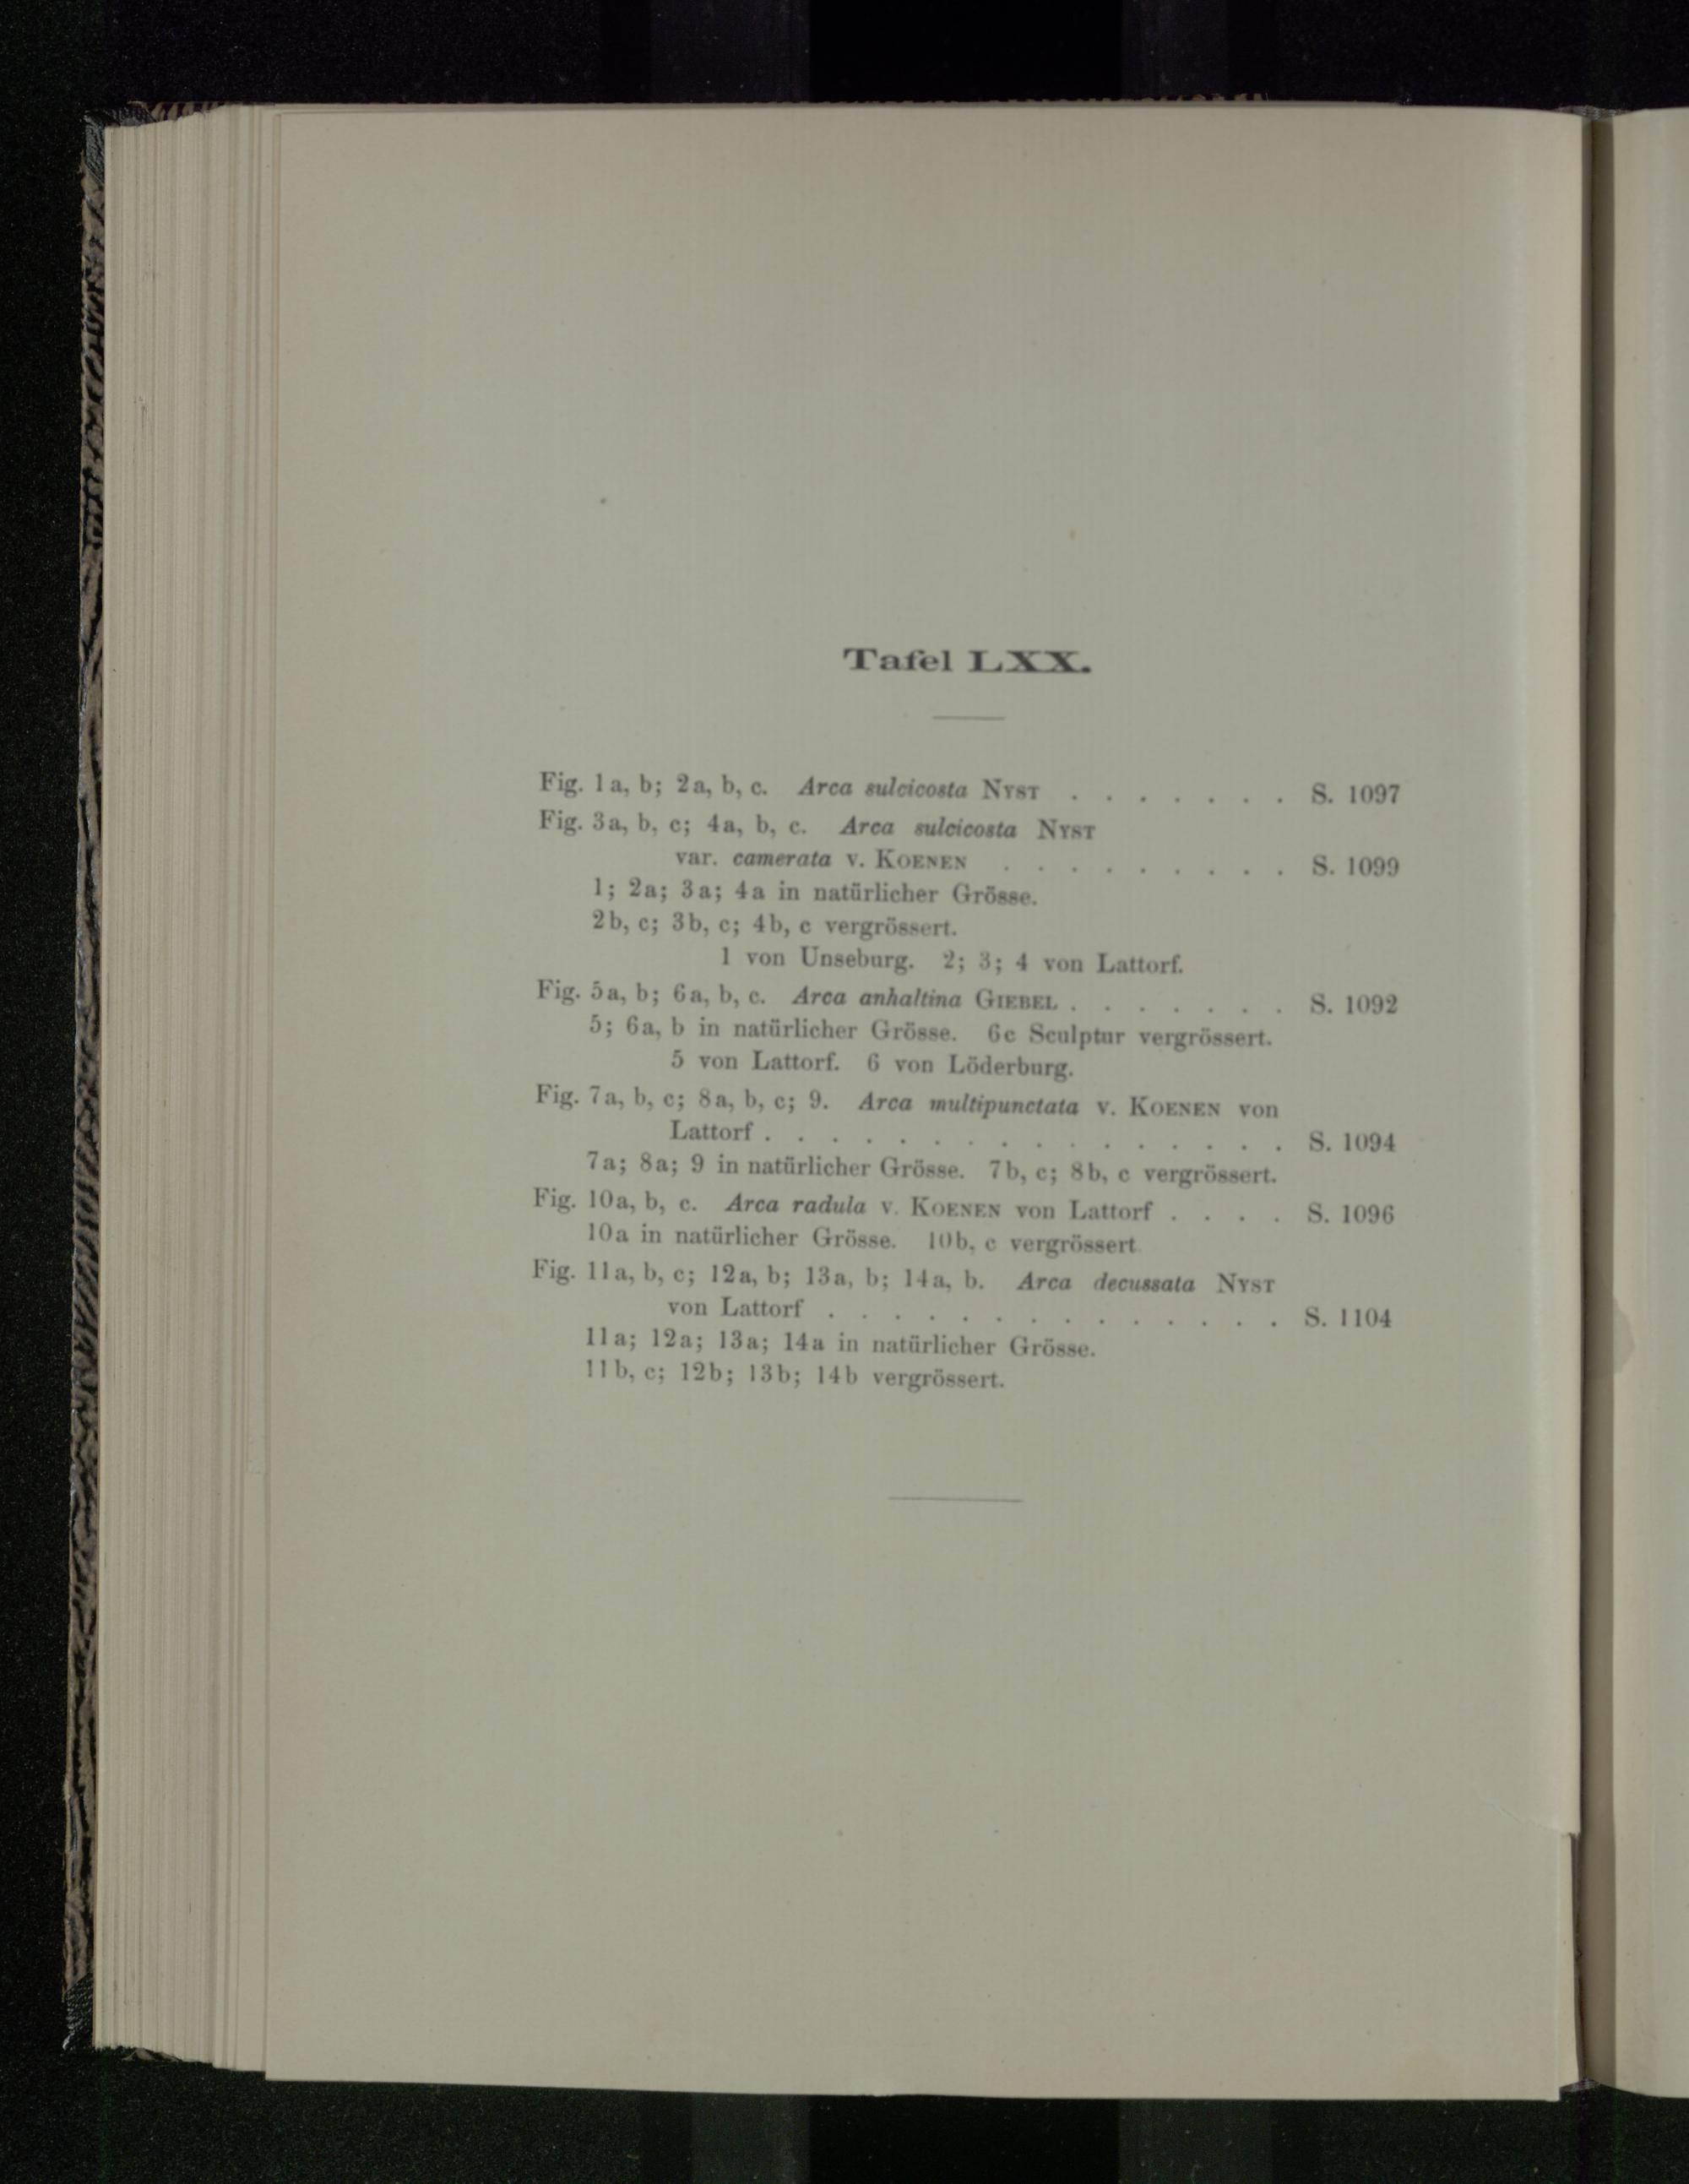 Tafel LXX.
Fig. 1a, b; 2a, b, c. Arca sulcicosta NYST . . . . . . . S. 1097
Fig. 3a, b, c; 4a, b, c. Arca sulcicosta NYST
var. camerata v. KOENEN . . . . . . . . . S. 1099
1; 2a; 3a; 4a in natürlicher Grösse.
2b, c; 3b, c; 4b, c vergrössert.
1 von Unseburg. 2; 3; 4 von Lattorf.
Fig. 5a, b; 6a, b, c. Arca anhaltina GIEBEL . . . . . . . S. 1092
5; 6a, b in natürlicher Grösse. 6c Sculptur vergrössert.
5 von Lattorf. 6 von Löderburg.
Fig. 7a, b, c; 8a, b, c; 9. Arca multipunctata v. KOENEN von
Lattorf . . . . . . . . . . . . . . . . S. 1094
7a; 8a; 9 in natürlicher Grösse. 7b, c; 8b, c vergrössert.
Fig. 10a, b, c. Arca radula v. KOENEN von Lattorf . . . . S. 1096
10a in natürlicher Grösse. 10b, c vergrössert
Fig. 11a, b, c; 12a, b; 13a, b; 14a, b. Arca decussata NYST
von Lattorf . . . . . . . . . . . . . . S. 1104
11a; 12a; 13a; 14a in natürlicher Grösse.
11b, c; 12b; 13b; 14b vergrössert.